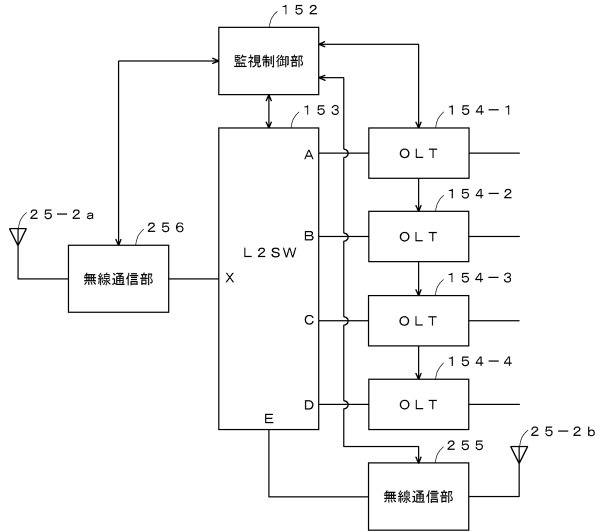 １５２
監視制御部
１５３
１５４－１
A
ＯＬＴ
１５４－２
２５－２ａ
２５６
B
ＯＬＴ
Ｌ２ＳＷ
無線通信部
X
１５４－３
C
ＯＬＴ
１５４－４
D
ＯＬＴ
E
２５５
２５－２ｂ
無線通信部